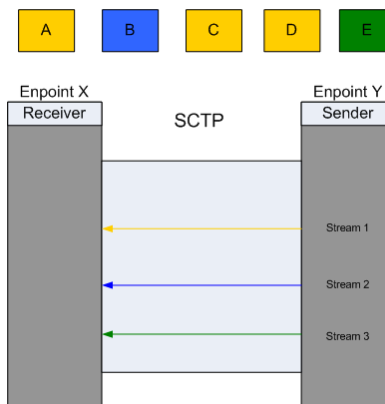 A B C D E
Enpoint X Enpoint Y
Receiver SCTP Sender
Stream 1
Stream 2
Stream 3